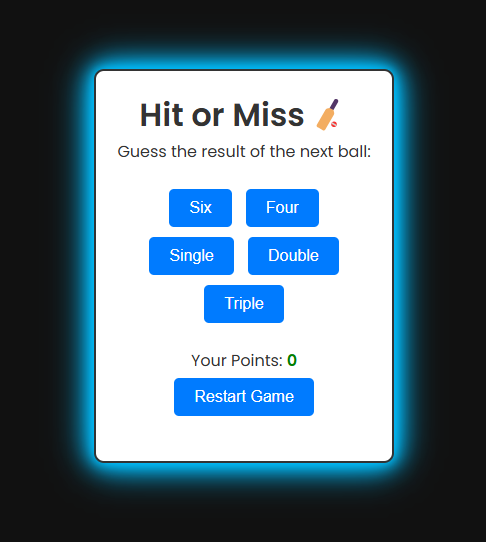 Hit or Miss 🏏
Guess the result of the next ball:
Six Four
Single Double
Triple
Your Points: 0
Restart Game